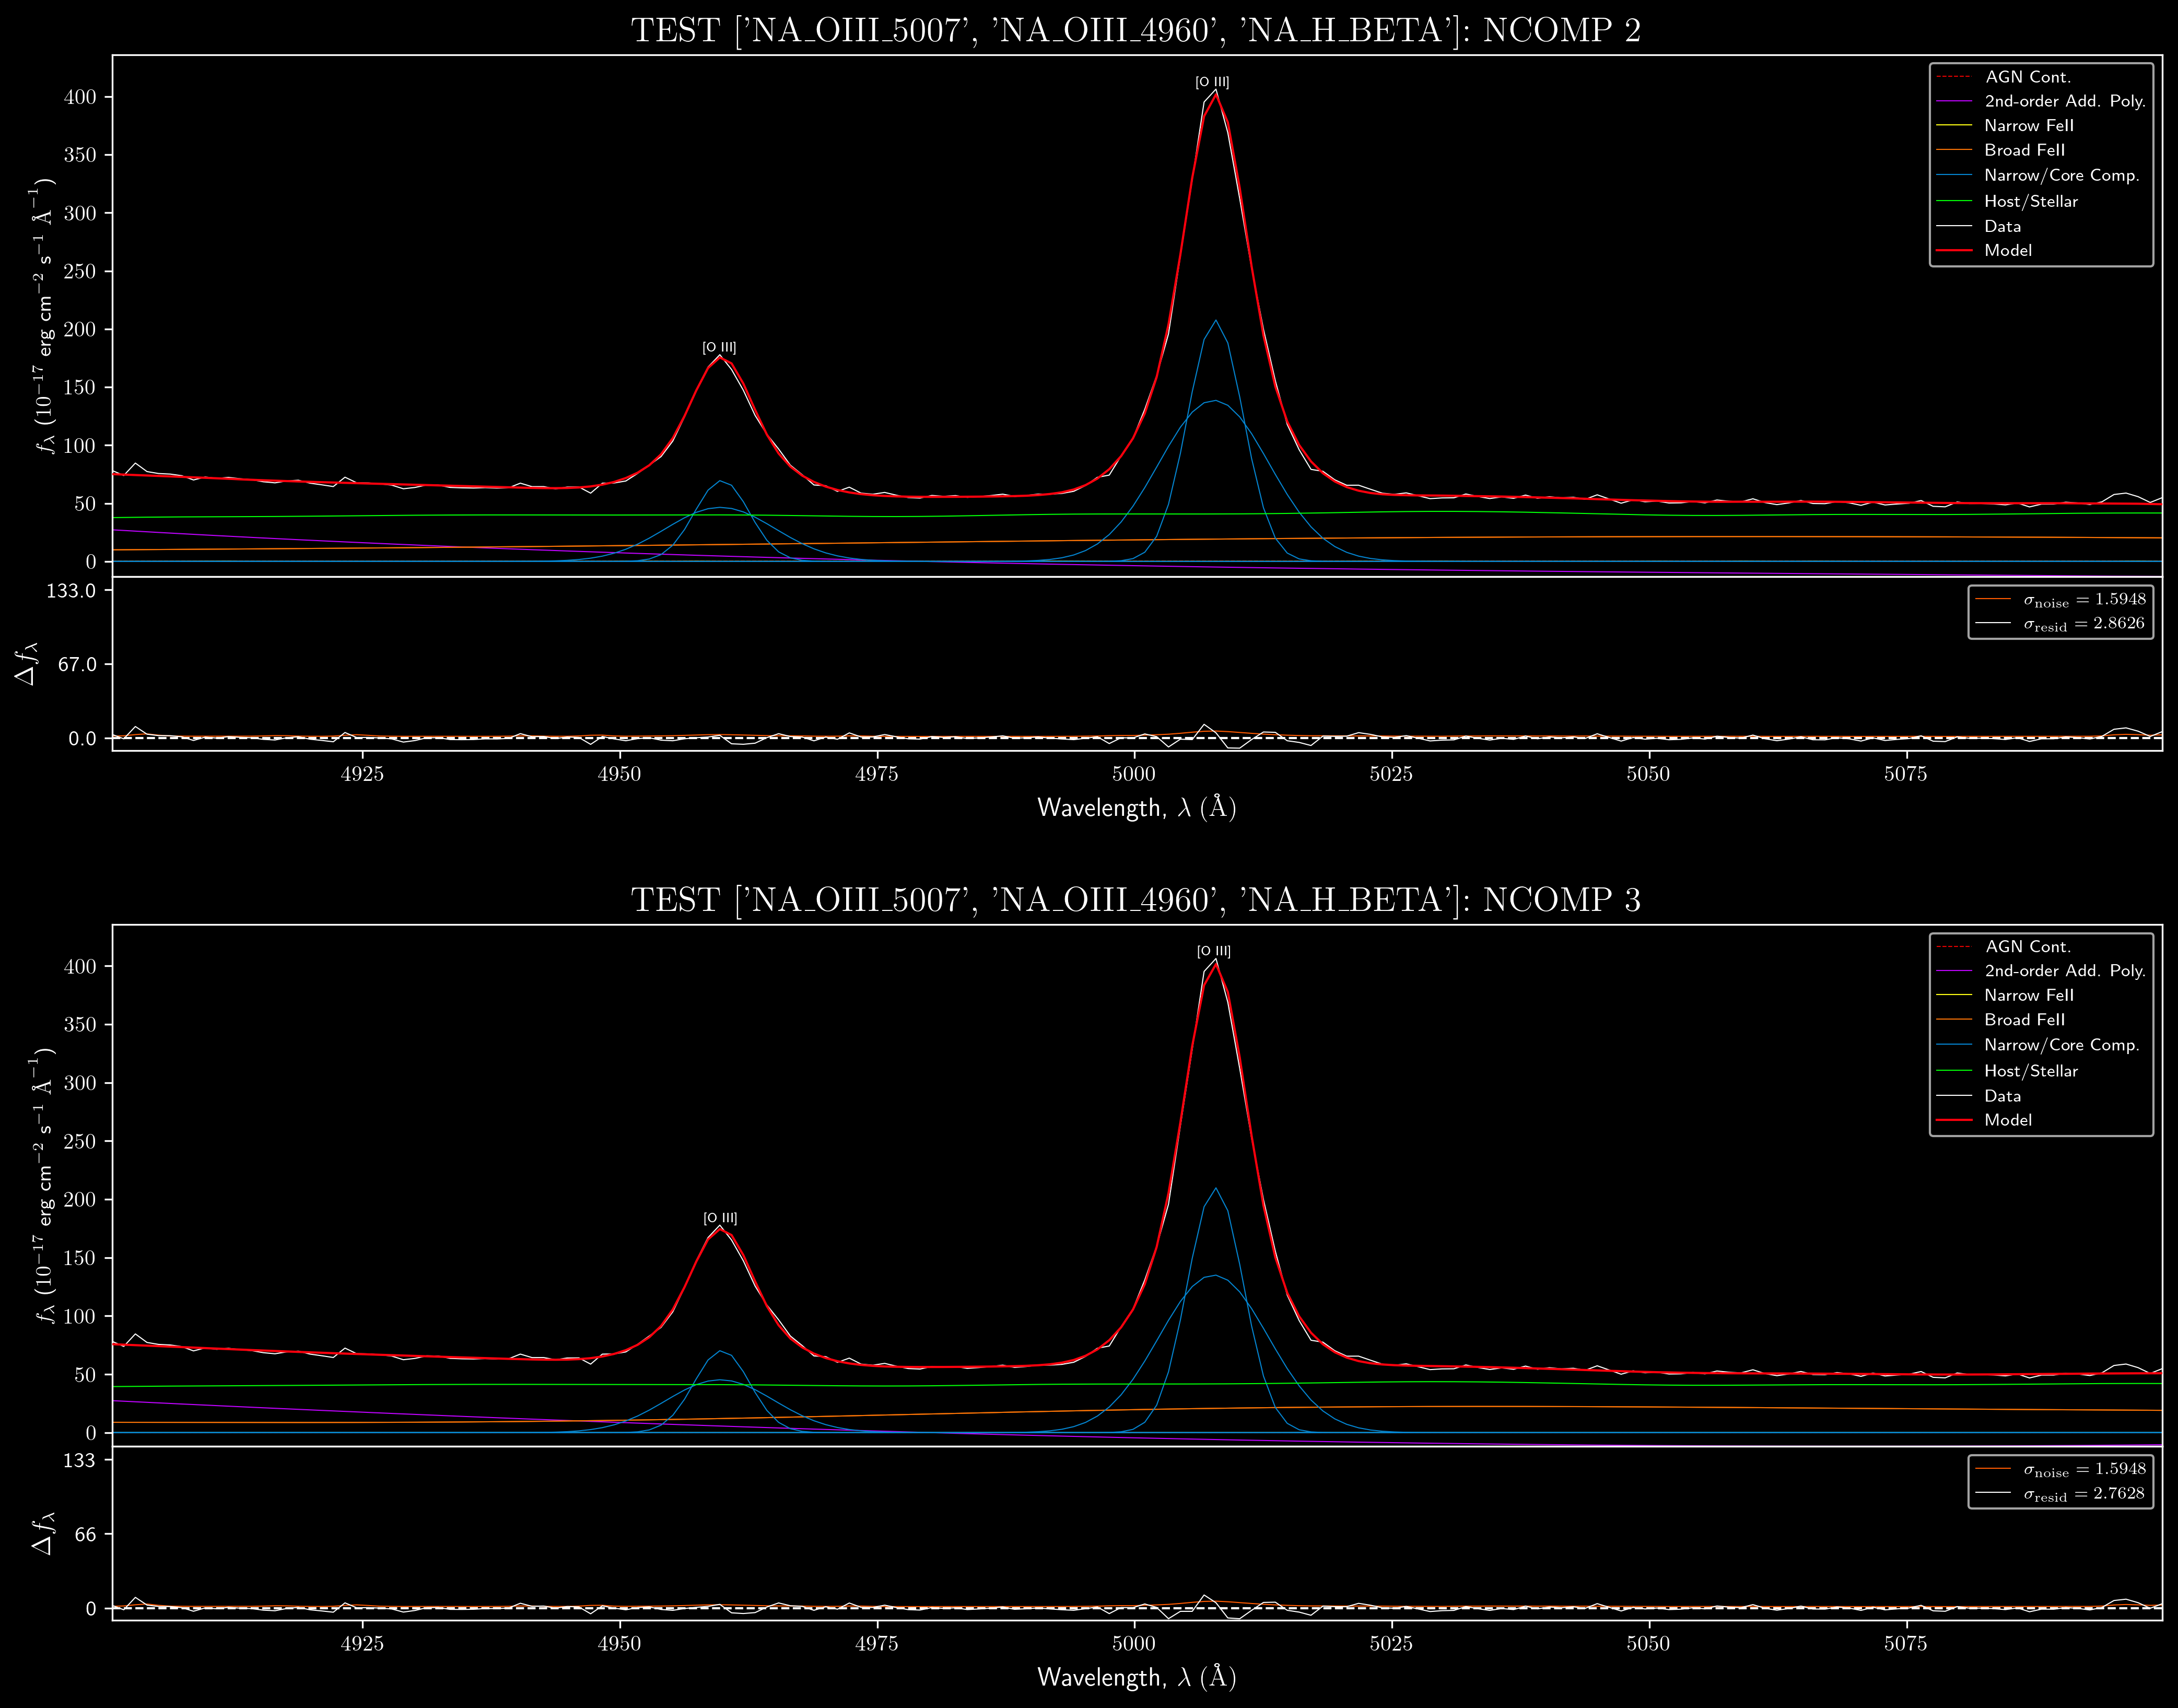 TEST ['NA_OIII_5007', 'NA_OIII_4960', 'NA_H_BETA']: NCOMP 2
[O III]
[O III]
AGN Cont.
2nd-order Add. Poly.
Narrow FeII
Broad FeII
Narrow/Core Comp.
Host/Stellar
Data
Model
400
350
300
250
200
150
100
50
0
f_λ (10^−17 erg cm^−2 s^−1 Å^−1)
133.0
67.0
0.0
Δf_λ
σ_noise = 1.5948
σ_resid = 2.8626
4925 4950 4975 5000 5025 5050 5075
Wavelength, λ (Å)
TEST ['NA_OIII_5007', 'NA_OIII_4960', 'NA_H_BETA']: NCOMP 3
[O III]
[O III]
AGN Cont.
2nd-order Add. Poly.
Narrow FeII
Broad FeII
Narrow/Core Comp.
Host/Stellar
Data
Model
400
350
300
250
200
150
100
50
0
f_λ (10^−17 erg cm^−2 s^−1 Å^−1)
133
66
0
Δf_λ
σ_noise = 1.5948
σ_resid = 2.7628
4925 4950 4975 5000 5025 5050 5075
Wavelength, λ (Å)